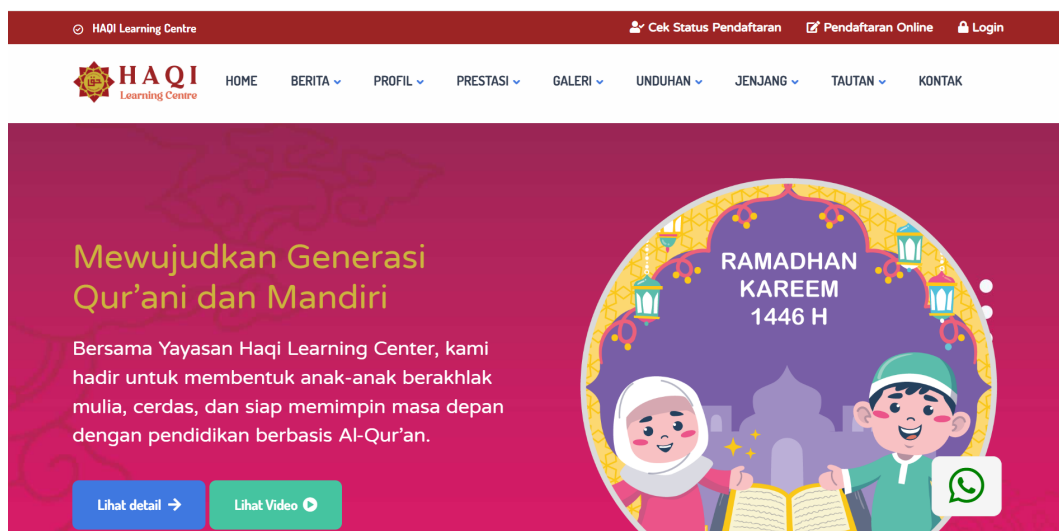 HAQI Learning Centre
Cek Status Pendaftaran Pendaftaran Online Login
HAQI
Learning Centre
HOME BERITA PROFIL PRESTASI GALERI UNDUHAN JENJANG TAUTAN KONTAK
Mewujudkan Generasi
Qur'ani dan Mandiri
Bersama Yayasan Haqi Learning Center, kami
hadir untuk membentuk anak-anak berakhlak
mulia, cerdas, dan siap memimpin masa depan
dengan pendidikan berbasis Al-Qur'an.
Lihat detail Lihat Video
RAMADHAN
KAREEM
1446 H